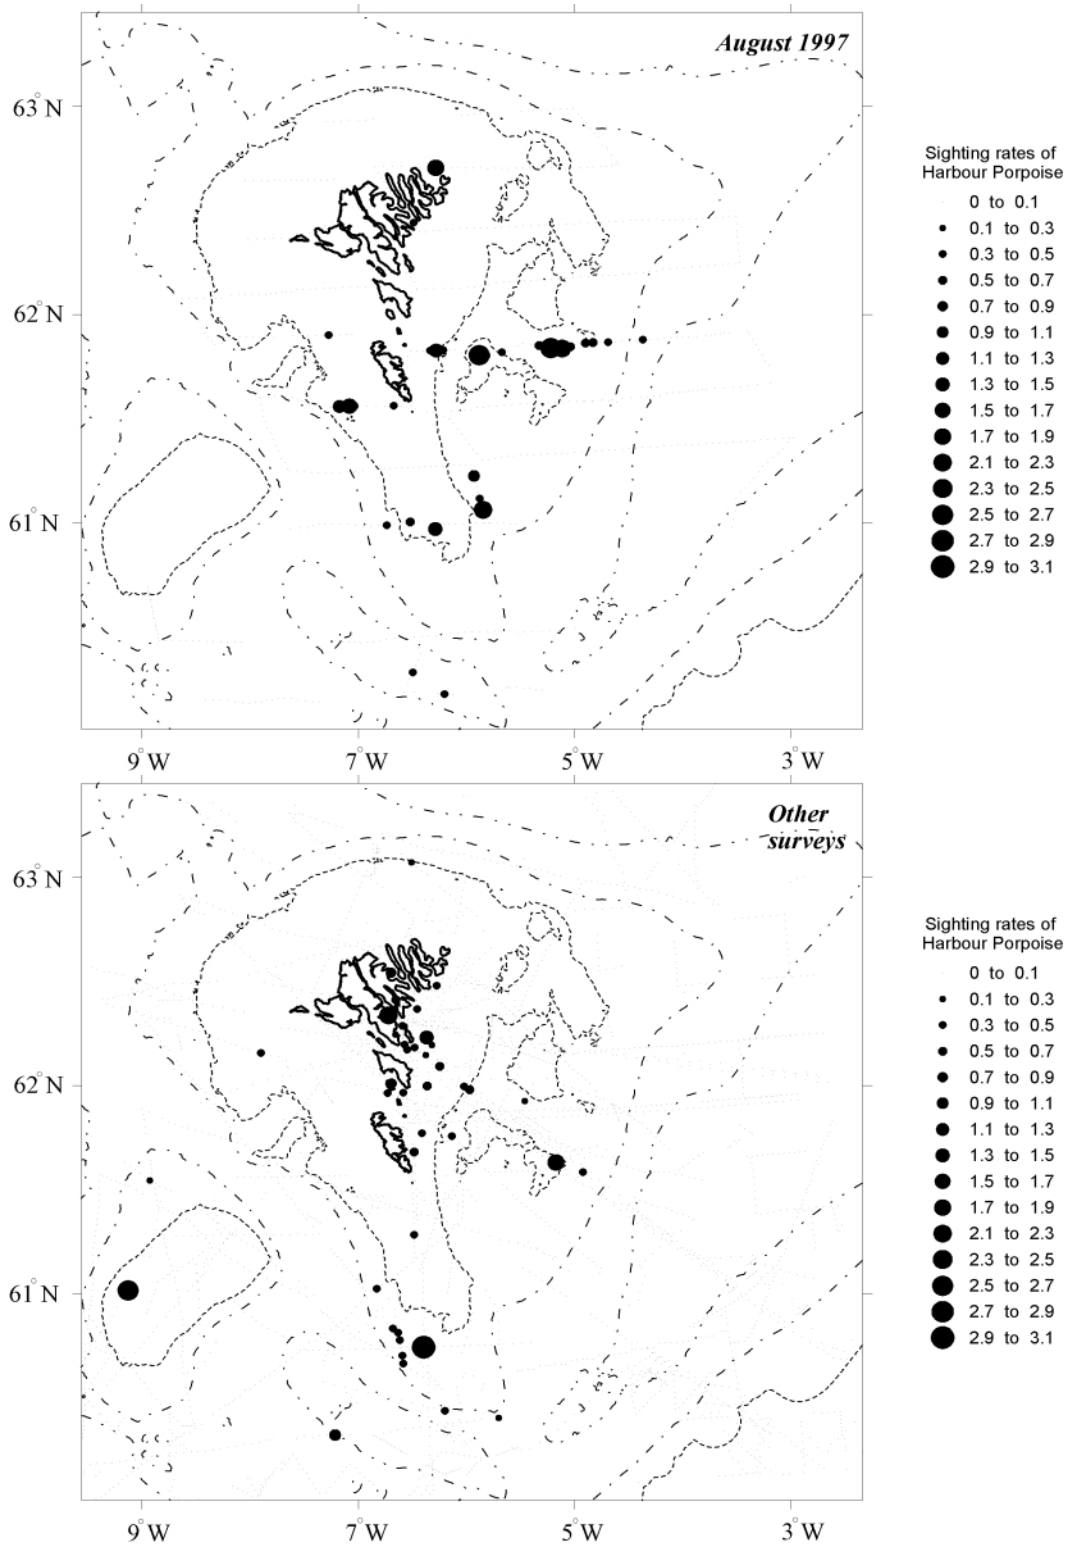 August 1997
63°N
62°N
61°N
9°W 7°W 5°W 3°W
Sighting rates of
Harbour Porpoise
0 to 0.1
0.1 to 0.3
0.3 to 0.5
0.5 to 0.7
0.7 to 0.9
0.9 to 1.1
1.1 to 1.3
1.3 to 1.5
1.5 to 1.7
1.7 to 1.9
2.1 to 2.3
2.3 to 2.5
2.5 to 2.7
2.7 to 2.9
2.9 to 3.1
Other
surveys
63°N
62°N
61°N
9°W 7°W 5°W 3°W
Sighting rates of
Harbour Porpoise
0 to 0.1
0.1 to 0.3
0.3 to 0.5
0.5 to 0.7
0.7 to 0.9
0.9 to 1.1
1.1 to 1.3
1.3 to 1.5
1.5 to 1.7
1.7 to 1.9
2.1 to 2.3
2.3 to 2.5
2.5 to 2.7
2.7 to 2.9
2.9 to 3.1